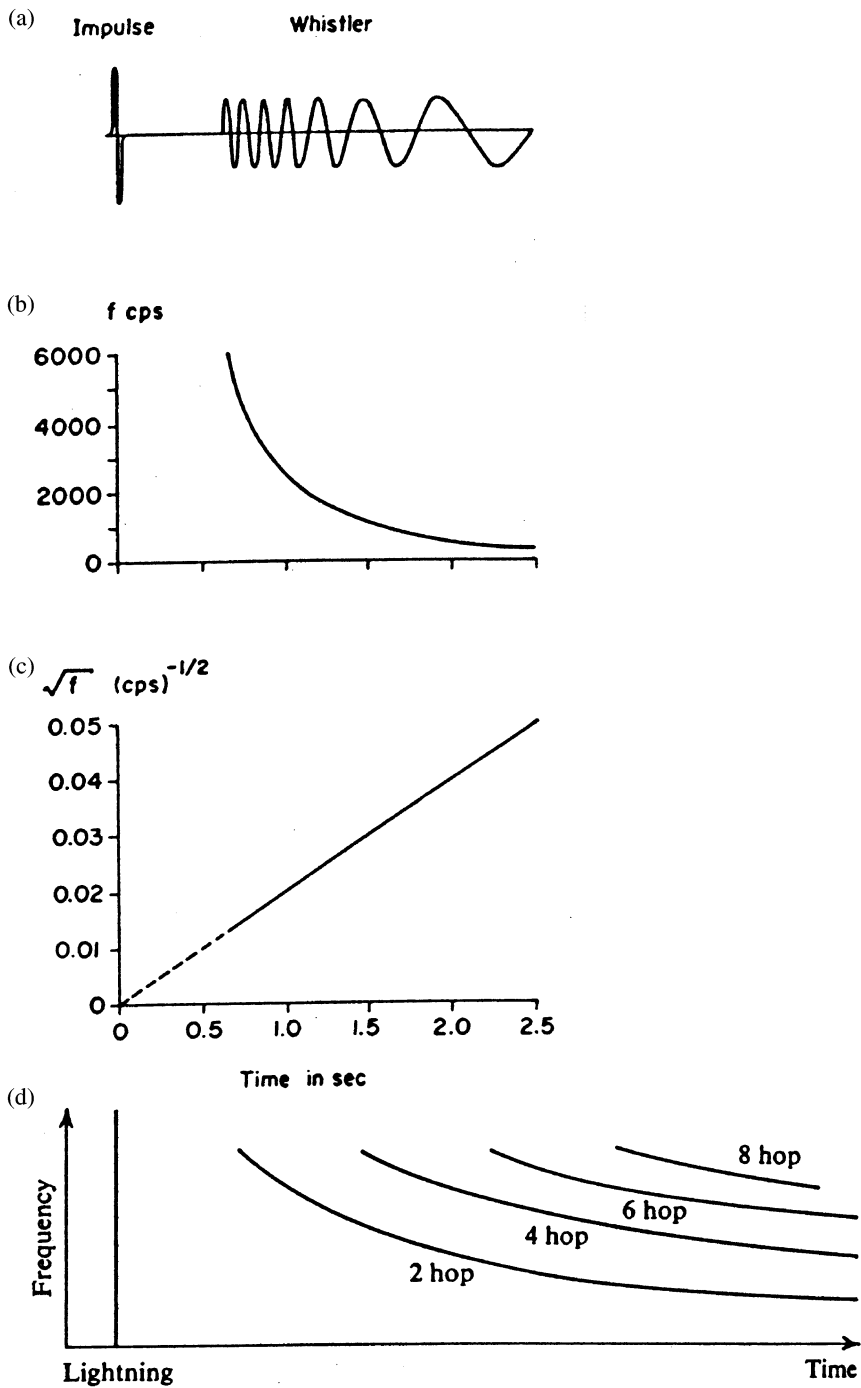 (a)
Impulse Whistler
(b)
f cps
6000
4000
2000
0
(c)
√f (cps)^-1/2
0.05
0.04
0.03
0.02
0.01
0
0 0.5 1.0 1.5 2.0 2.5
Time in sec
(d)
Frequency
8 hop
6 hop
4 hop
2 hop
Lightning Time